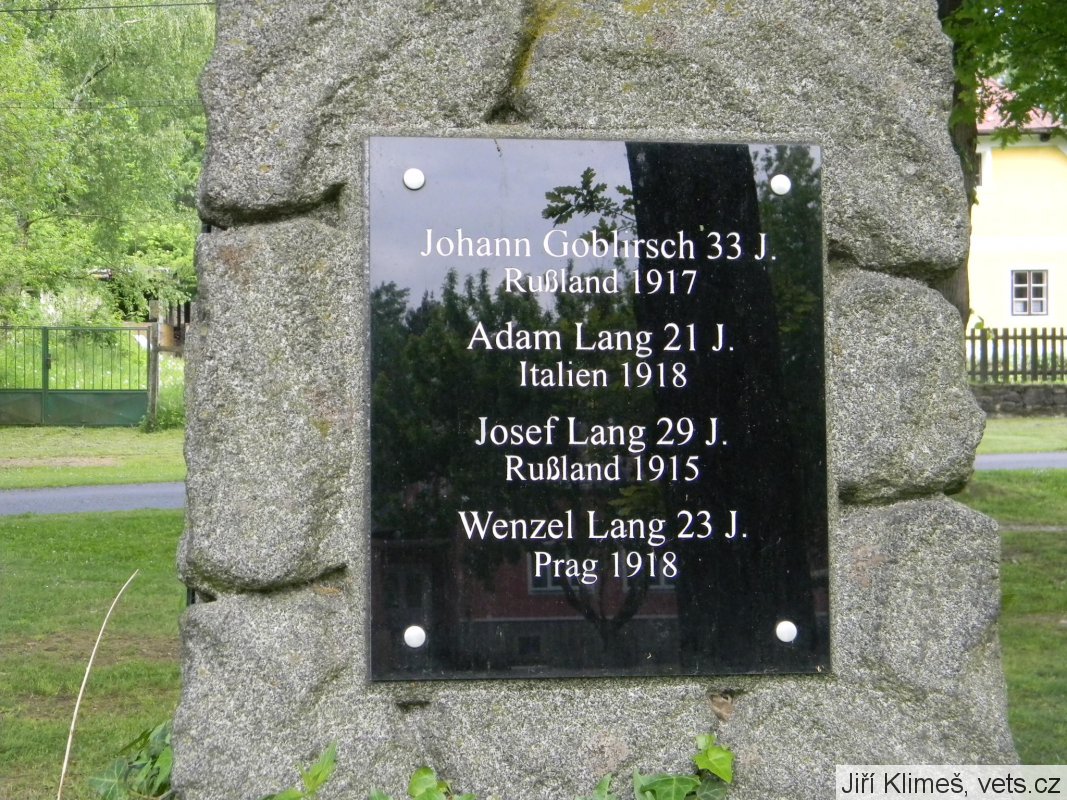 Johann Goblirsch 33 J.
Rußland 1917
Adam Lang 21 J.
Italien 1918
Josef Lang 29 J.
Rußland 1915
Wenzel Lang 23 J.
Prag 1918
Jiří Klimeš, vets.cz